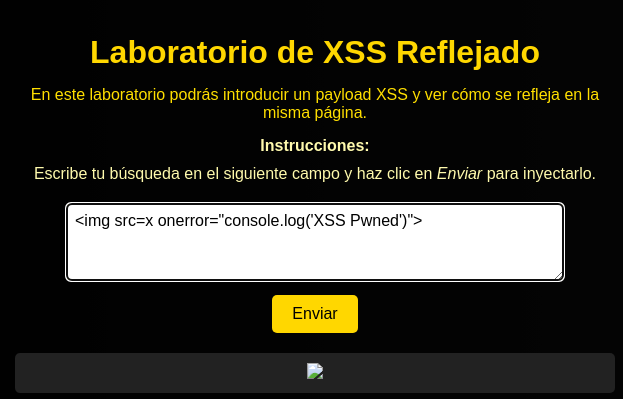 Laboratorio de XSS Reflejado
En este laboratorio podrás introducir un payload XSS y ver cómo se refleja en la
misma página.
Instrucciones:
Escribe tu búsqueda en el siguiente campo y haz clic en Enviar para inyectarlo.
<img src=x onerror="console.log('XSS Pwned')">
Enviar